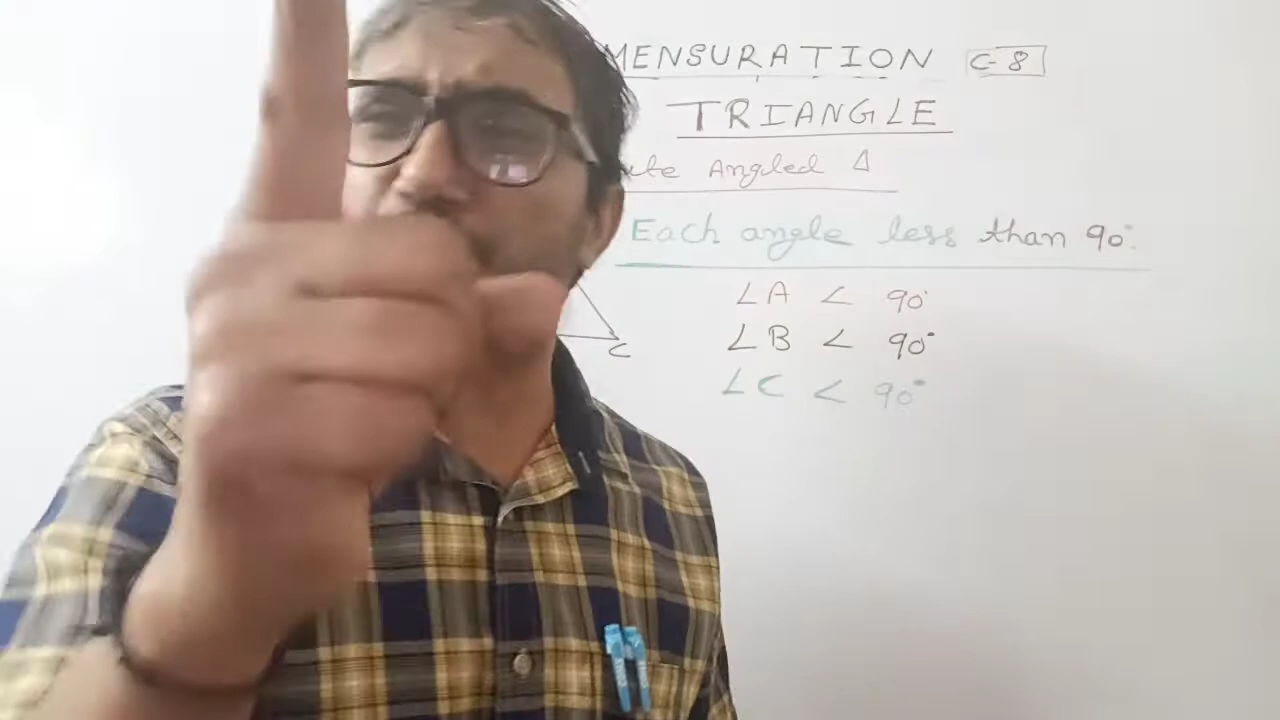 MENSURATION C-8
TRIANGLE
Angled Δ
Each angle less than 90°
∠A < 90°
∠B < 90°
C
∠C < 90°